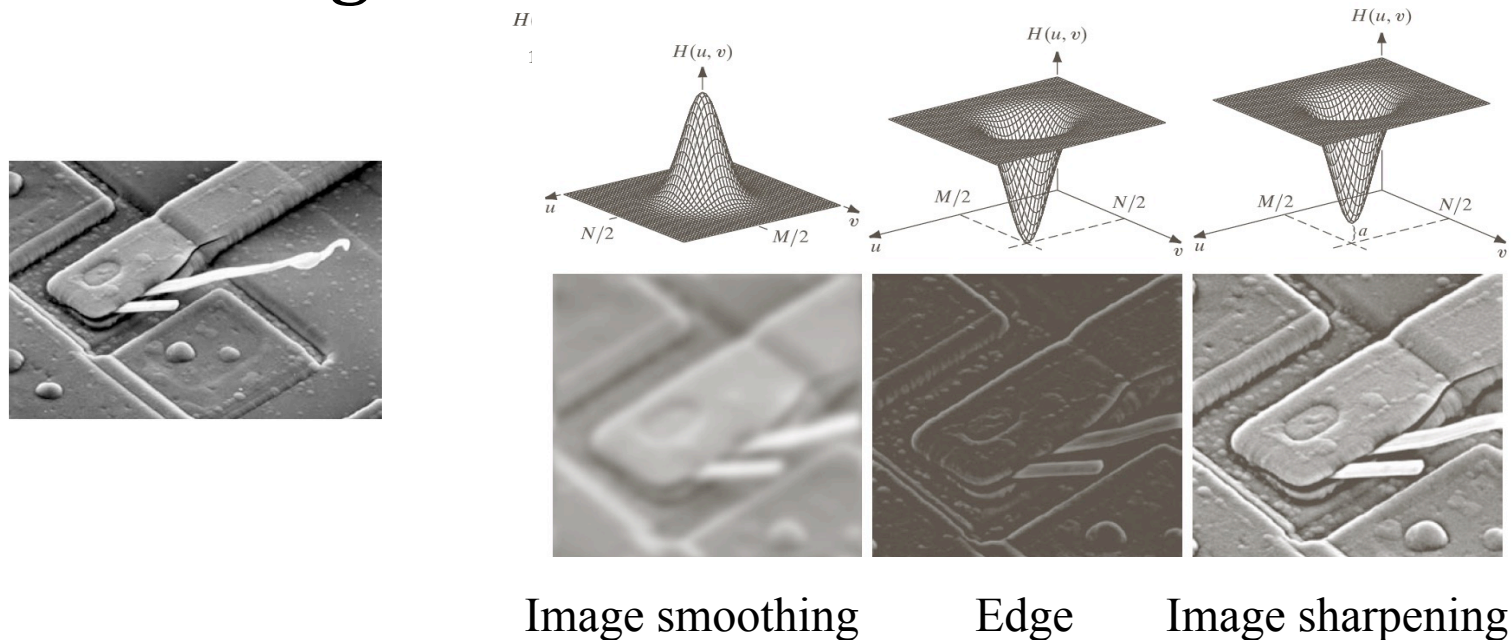 H(u, v)
u
N/2
M/2
v
H(u, v)
M/2
N/2
u
v
H(u, v)
M/2
N/2
a
u
v
Image smoothing
Edge
Image sharpening